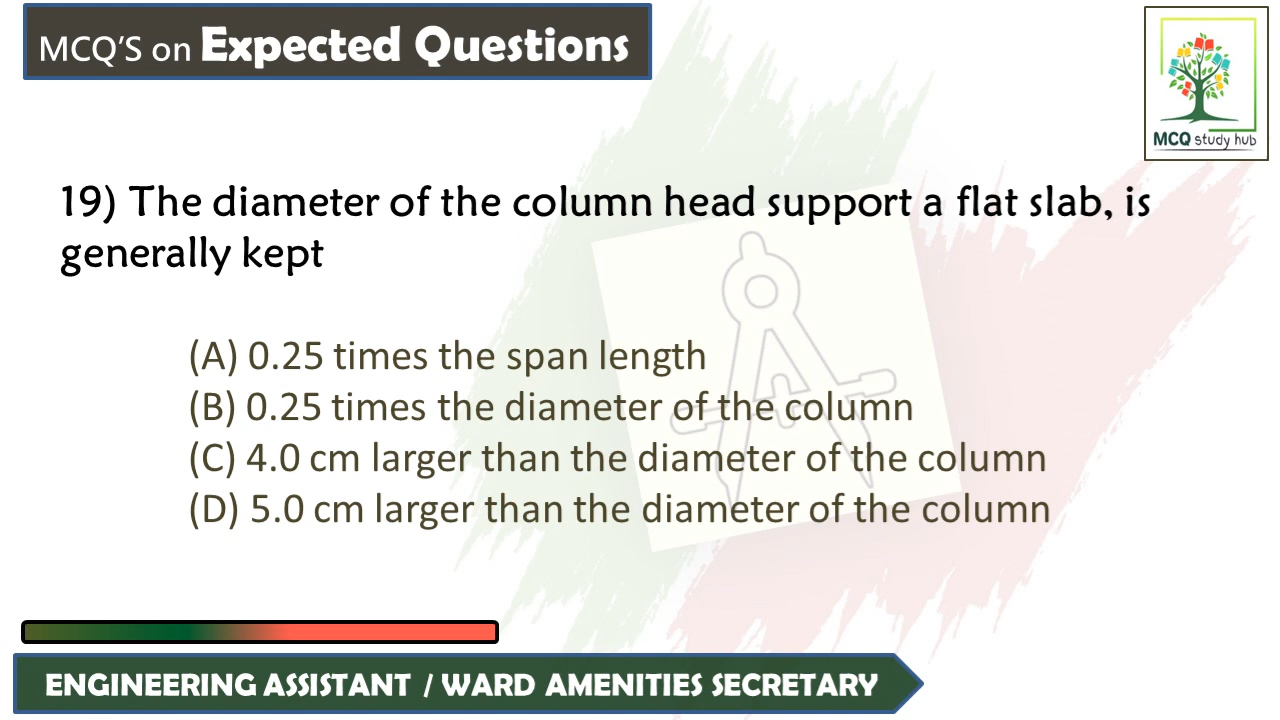 MCQ'S on Expected Questions
MCQ study hub
19) The diameter of the column head support a flat slab, is
generally kept
(A) 0.25 times the span length
(B) 0.25 times the diameter of the column
(C) 4.0 cm larger than the diameter of the column
(D) 5.0 cm larger than the diameter of the column
ENGINEERING ASSISTANT / WARD AMENITIES SECRETARY